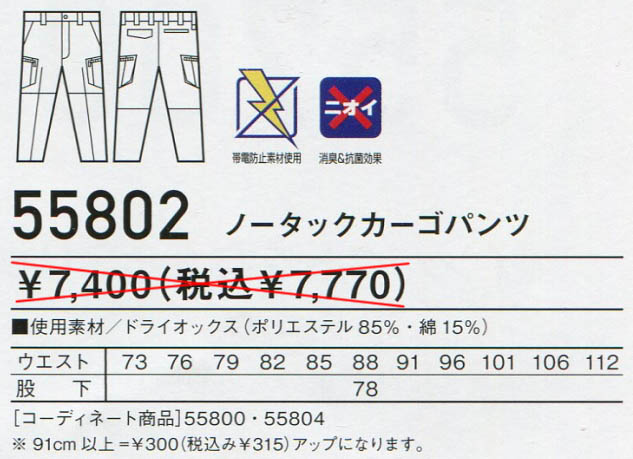 ニオイ
帯電防止素材使用
消臭&抗菌効果
55802 ノータックカーゴパンツ
¥7,400(税込¥7,770)
■使用素材/ドライオックス(ポリエステル85%・綿15%)
ウエスト 73 76 79 82 85 88 91 96 101 106 112
股下 78
[コーディネート商品]55800・55804
※ 91cm以上=¥300(税込み¥315)アップになります。